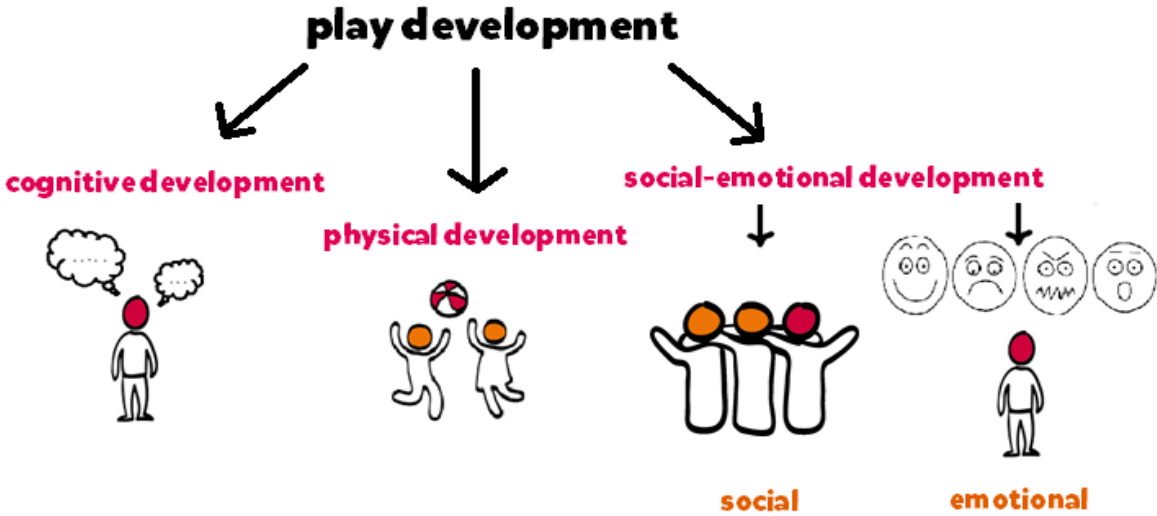 play development
cognitive development
physical development
social-emotional development
social
emotional